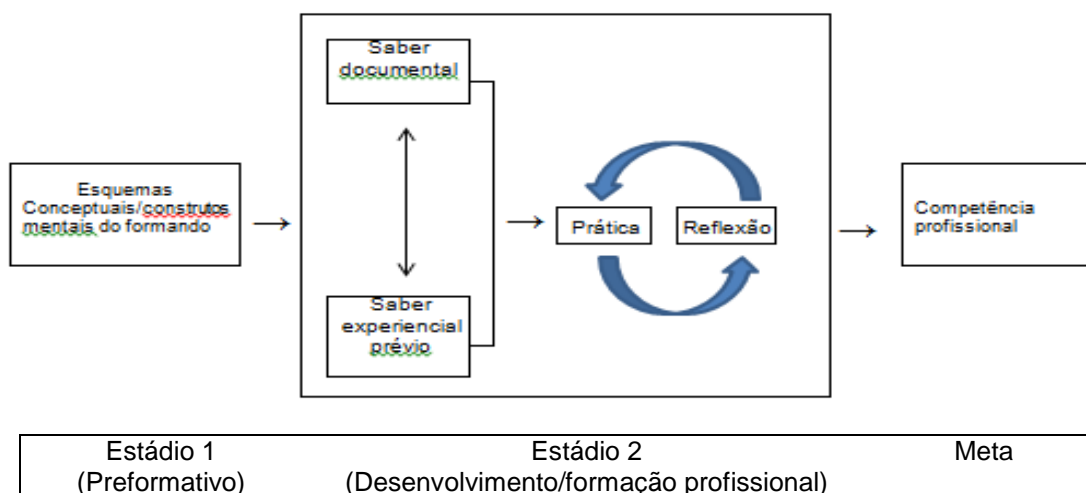 Saber
documental
Esquemas
Conceptuais/construtos
mentais do formando
Prática
Reflexão
Competência
profissional
Saber
experiencial
prévio
Estádio 1
(Preformativo)
Estádio 2
(Desenvolvimento/formação profissional)
Meta